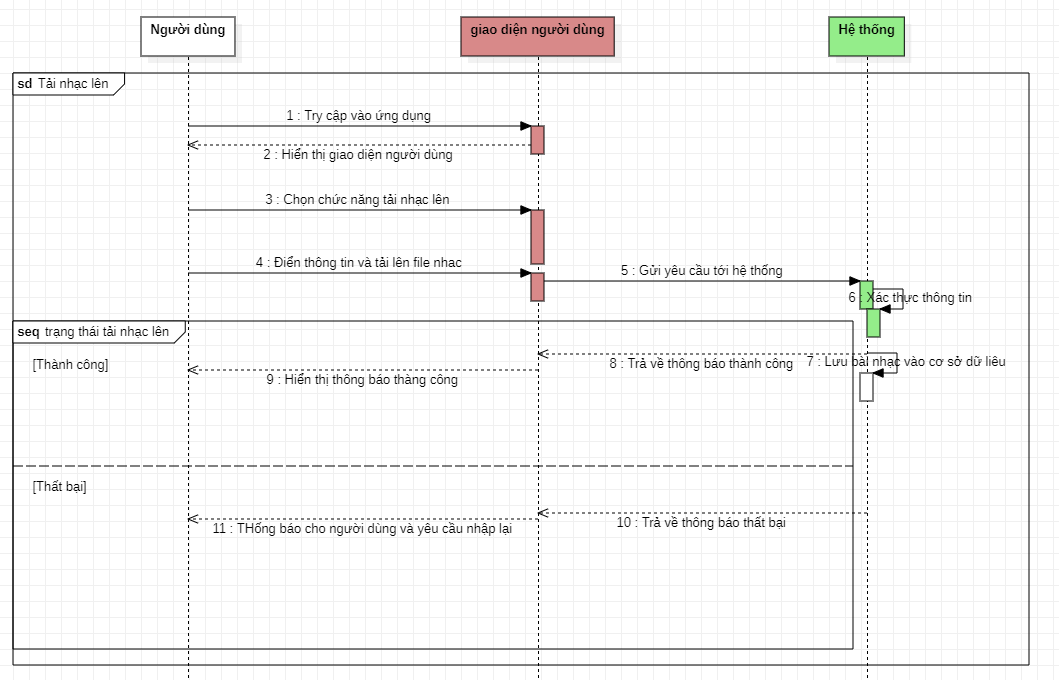 Người dùng
giao diện người dùng
Hệ thống
sd Tải nhạc lên
1 : Try cập vào ứng dụng
2 : Hiển thị giao diện người dùng
3 : Chọn chức năng tải nhạc lên
4 : Điển thông tin và tải lên file nhac
5 : Gửi yêu cầu tới hệ thống
6 : Xác thực thông tin
seq trạng thái tải nhạc lên
[Thành công]
8 : Trả về thông báo thành công
7 : Lưu bài nhạc vào cơ sở dữ liêu
9 : Hiển thị thông báo thàng công
[Thất bại]
10 : Trả về thông báo thất bại
11 : THống báo cho người dùng và yêu cầu nhập lại